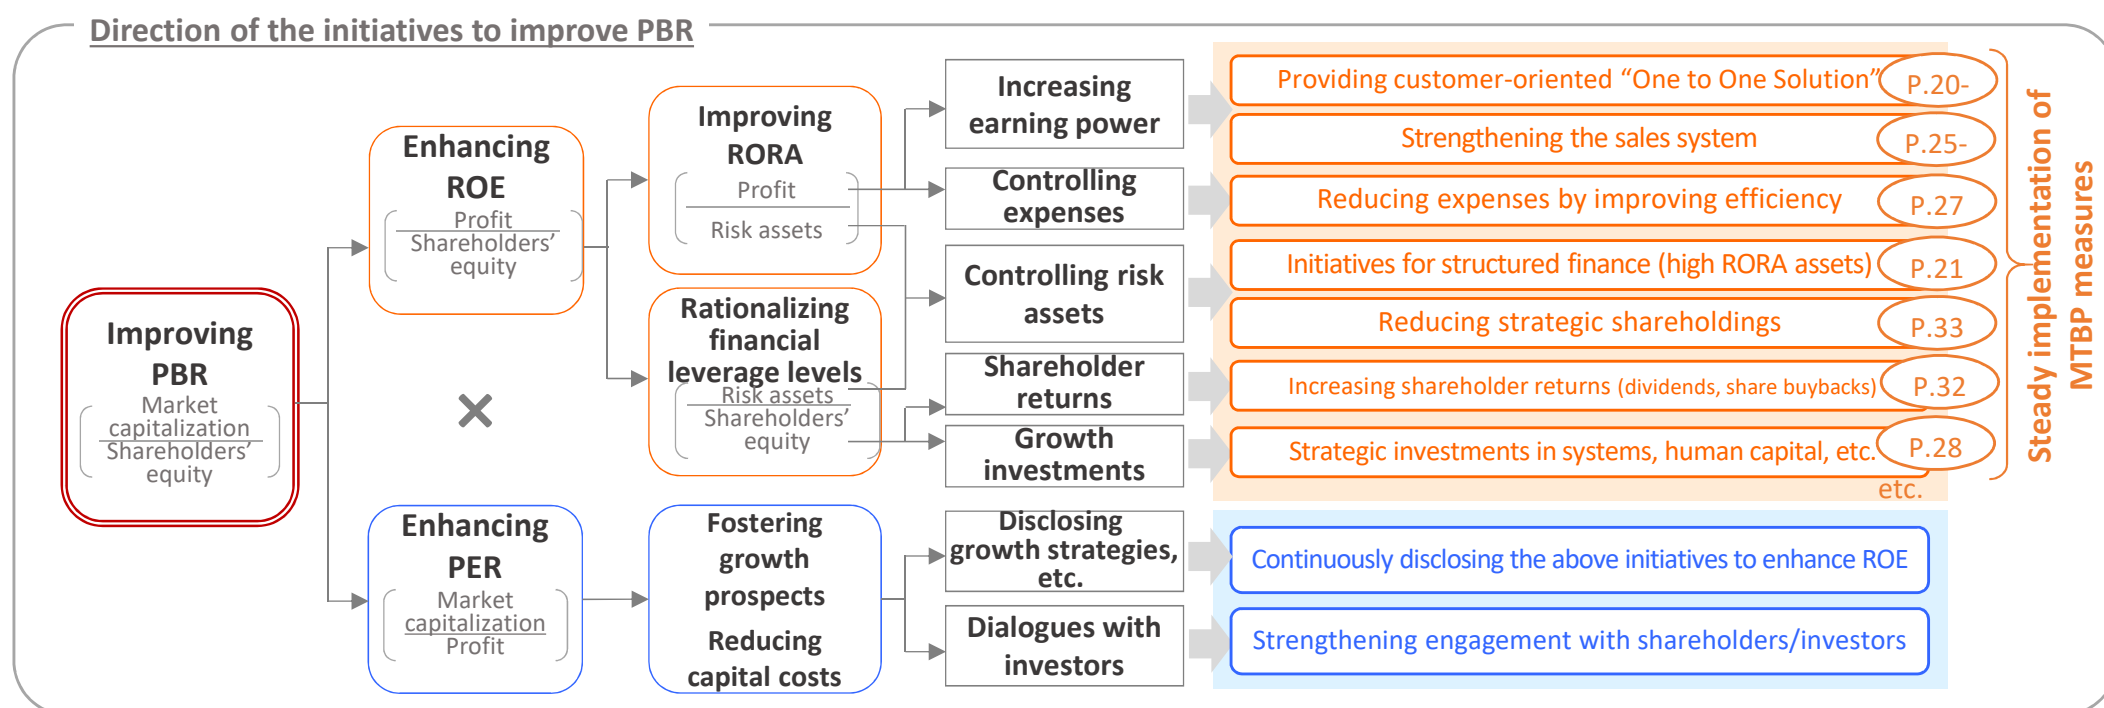 Direction of the initiatives to improve PBR
Improving
PBR
Market
capitalization
Shareholders'
equity
Enhancing
ROE
Profit
Shareholders'
equity
×
Enhancing
PER
Market
capitalization
Profit
Improving
RORA
Profit
Risk assets
Rationalizing
financial
leverage levels
Risk assets
Shareholders'
equity
Fostering
growth
prospects
Reducing
capital costs
Increasing
earning power
Controlling
expenses
Controlling risk
assets
Shareholder
returns
Growth
investments
Disclosing
growth strategies,
etc.
Dialogues with
investors
Providing customer-oriented “One to One Solution” P.20-
Strengthening the sales system P.25-
Reducing expenses by improving efficiency P.27
Initiatives for structured finance (high RORA assets) P.21
Reducing strategic shareholdings P.33
Increasing shareholder returns (dividends, share buybacks) P.32
Strategic investments in systems, human capital, etc. P.28
etc.
Continuously disclosing the above initiatives to enhance ROE
Strengthening engagement with shareholders/investors
Steady implementation of
MTBP measures